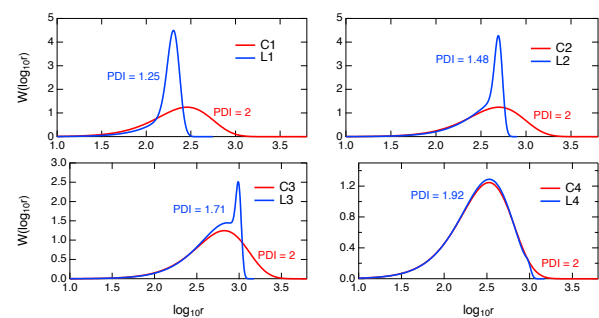 5
4
3
2
1
0
W(log10r)
C1
L1
PDI = 1.25
PDI = 2
1.0
1.5
2.0
2.5
3.0
3.5
5
4
3
2
1
0
C2
L2
PDI = 1.48
PDI = 2
1.0
1.5
2.0
2.5
3.0
3.5
3.0
2.5
2.0
1.5
1.0
0.5
0.0
W(log10r)
C3
L3
PDI = 1.71
PDI = 2
1.0
1.5
2.0
2.5
3.0
3.5
log10r
1.2
0.8
0.4
0.0
C4
L4
PDI = 1.92
PDI = 2
1.0
1.5
2.0
2.5
3.0
3.5
log10r